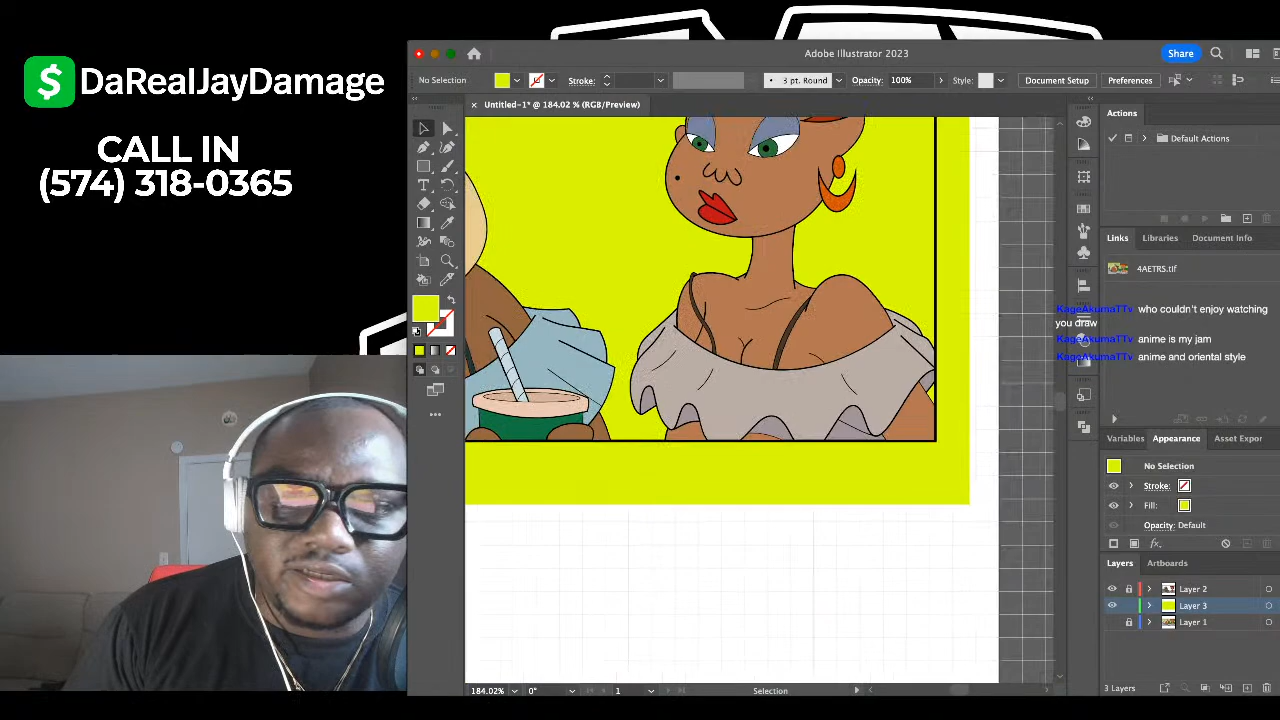 $ DaRealJayDamage
CALL IN
(574) 318-0365
Adobe Illustrator 2023
Share
No Selection
Stroke:
3 pt. Round
Opacity: 100%
Style:
Document Setup
Preferences
Untitled-1* @ 184.02 % (RGB/Preview)
Actions
Default Actions
Links
Libraries
Document Info
4AETRS.tif
KageAkumaTTv who couldn't enjoy watching
you draw
KageAkumaTTv anime is my jam
KageAkumaTTv anime and oriental style
Variables
Appearance
Asset Expor
No Selection
Stroke:
Fill:
Opacity: Default
fx
Layers
Artboards
Layer 2
Layer 3
Layer 1
3 Layers
184.02%
0°
1
Selection